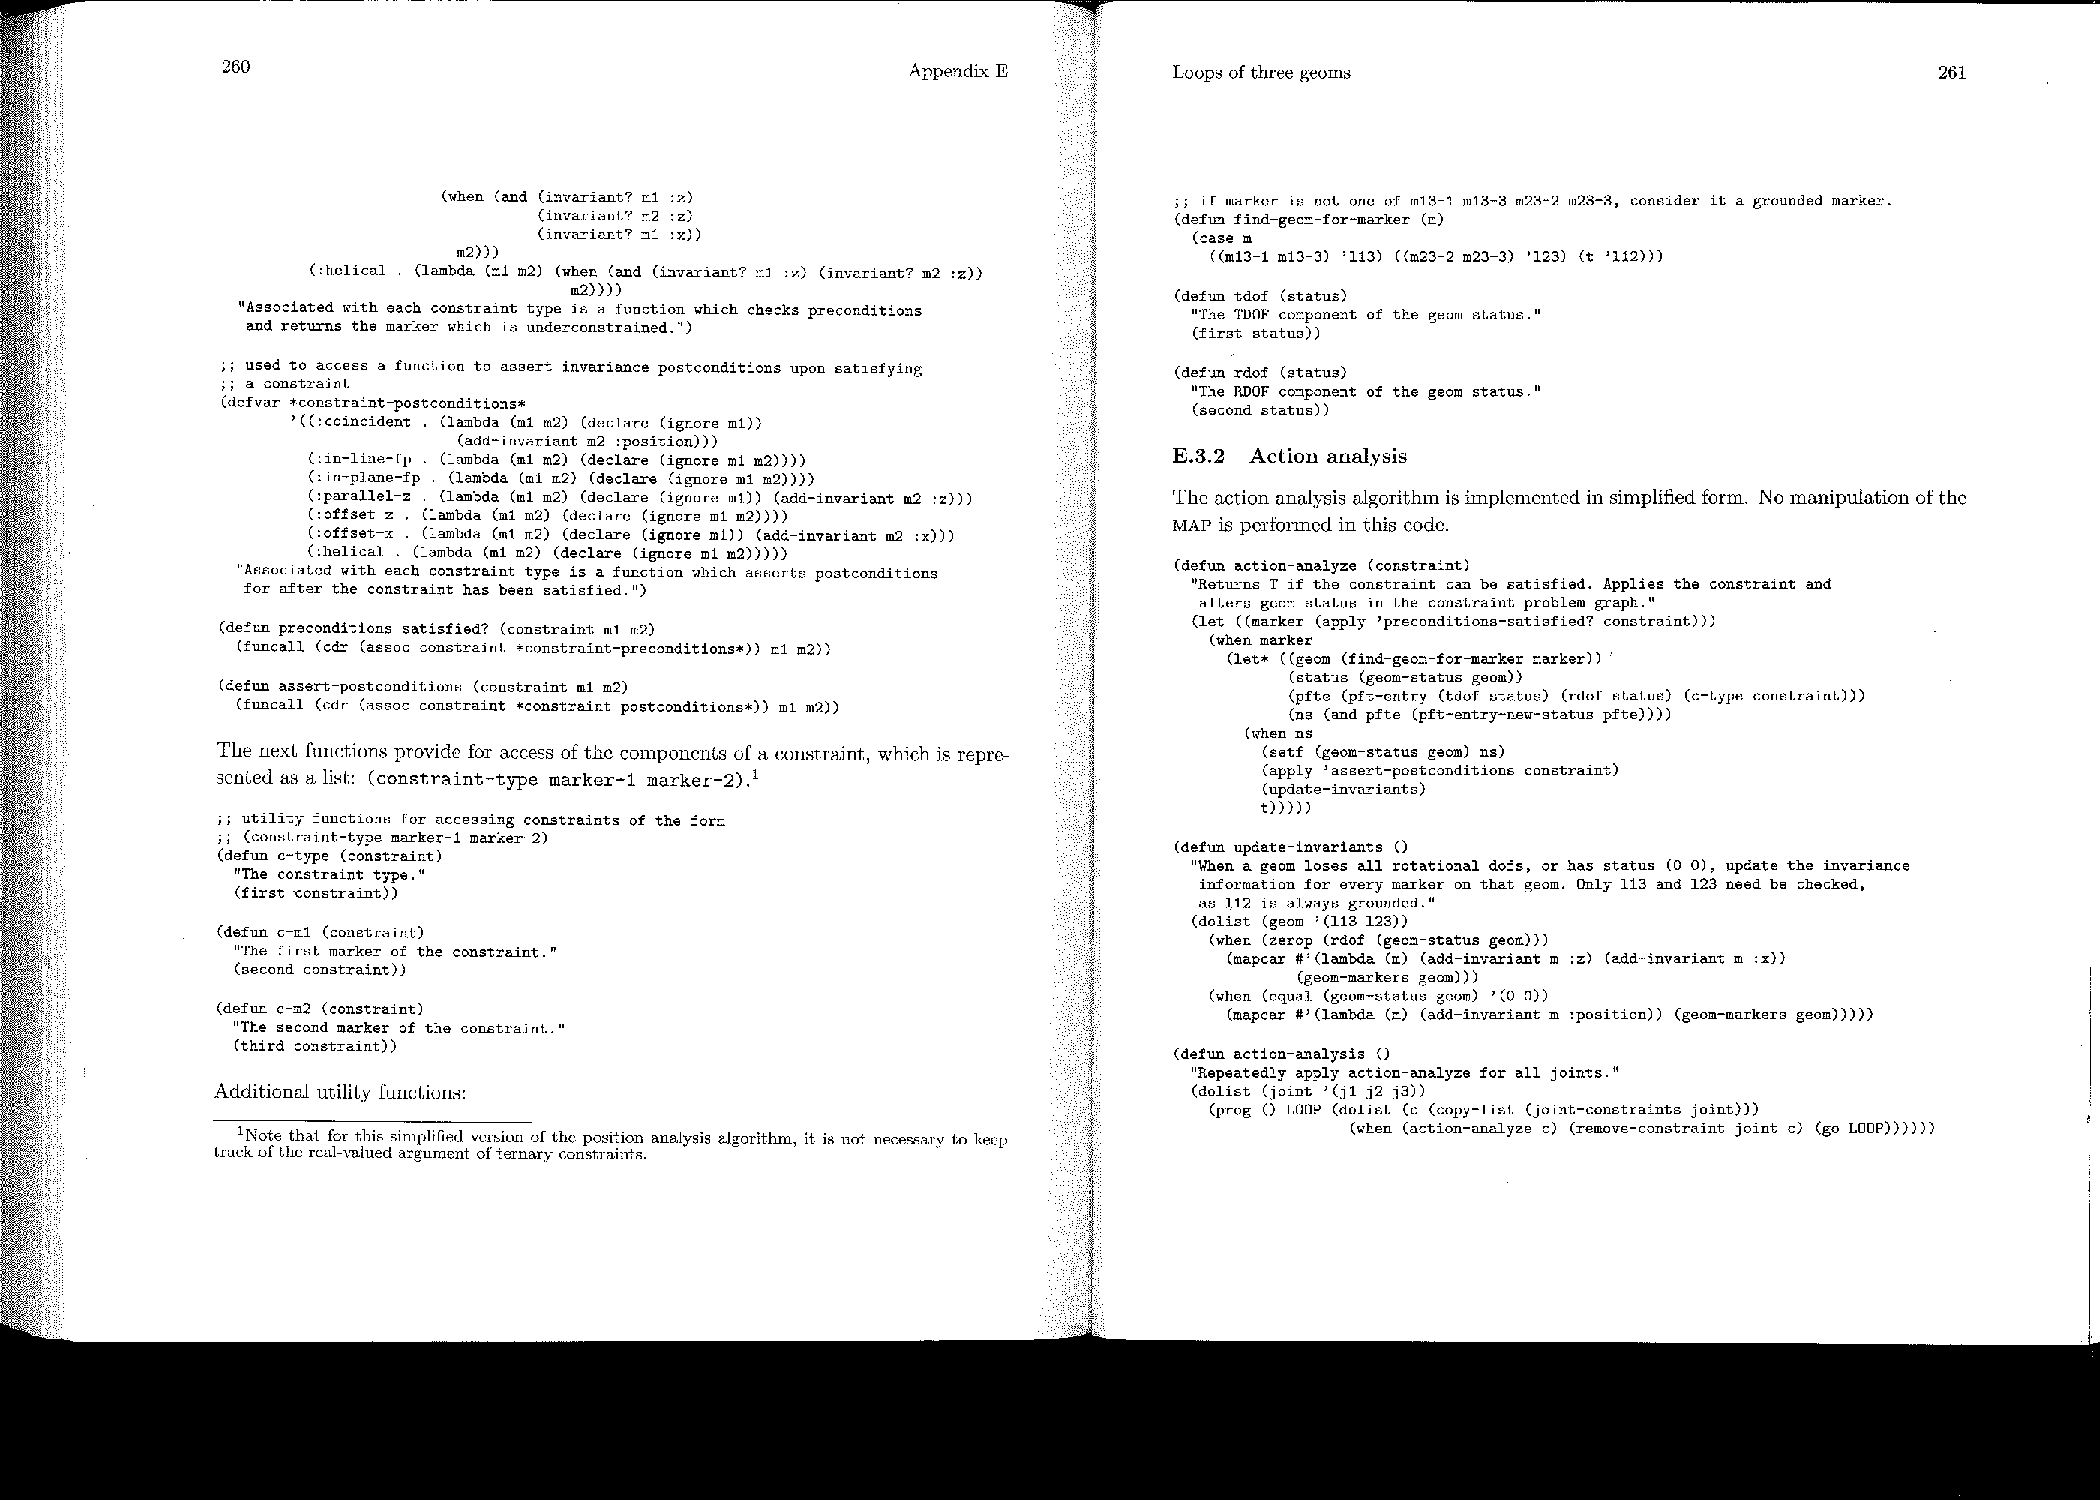 260
Appendix E
(when (and (invariant? m1 :z)
(invariant? m2 :z)
(invariant? m1 :x))
m2)))
(:helical . (lambda (m1 m2) (when (and (invariant? m1 :z) (invariant? m2 :z))
m2))))
"Associated with each constraint type is a function which checks preconditions
and returns the marker which is underconstrained.")
;; used to access a function to assert invariance postconditions upon satisfying
;; a constraint
(defvar *constraint-postconditions*
'((:coincident . (lambda (m1 m2) (declare (ignore m1))
(add-invariant m2 :position)))
(:in-line-fp . (lambda (m1 m2) (declare (ignore m1 m2))))
(:in-plane-fp . (lambda (m1 m2) (declare (ignore m1 m2))))
(:parallel-z . (lambda (m1 m2) (declare (ignore m1)) (add-invariant m2 :z)))
(:offset-z . (lambda (m1 m2) (declare (ignore m1 m2))))
(:offset-x . (lambda (m1 m2) (declare (ignore m1)) (add-invariant m2 :x)))
(:helical . (lambda (m1 m2) (declare (ignore m1 m2)))))
"Associated with each constraint type is a function which asserts postconditions
for after the constraint has been satisfied.")
(defun preconditions-satisfied? (constraint m1 m2)
(funcall (cdr (assoc constraint *constraint-preconditions*)) m1 m2))
(defun assert-postconditions (constraint m1 m2)
(funcall (cdr (assoc constraint *constraint-postconditions*)) m1 m2))
The next functions provide for access of the components of a constraint, which is repre-
sented as a list: (constraint-type marker-1 marker-2).1
;; utility functions for accessing constraints of the form
;; (constraint-type marker-1 marker-2)
(defun c-type (constraint)
"The constraint type."
(first constraint))
(defun c-m1 (constraint)
"The first marker of the constraint."
(second constraint))
(defun c-m2 (constraint)
"The second marker of the constraint."
(third constraint))
Additional utility functions:
1Note that for this simplified version of the position analysis algorithm, it is not necessary to keep
track of the real-valued argument of ternary constraints.
Loops of three geoms
261
;; if marker is not one of m13-1 m13-3 m23-2 m23-3, consider it a grounded marker.
(defun find-geom-for-marker (m)
(case m
((m13-1 m13-3) 'l13) ((m23-2 m23-3) 'l23) (t 'l12)))
(defun tdof (status)
"The TDOF component of the geom status."
(first status))
(defun rdof (status)
"The RDOF component of the geom status."
(second status))
E.3.2 Action analysis
The action analysis algorithm is implemented in simplified form. No manipulation of the
MAP is performed in this code.
(defun action-analyze (constraint)
"Returns T if the constraint can be satisfied. Applies the constraint and
alters geom status in the constraint problem graph."
(let ((marker (apply 'preconditions-satisfied? constraint)))
(when marker
(let* ((geom (find-geom-for-marker marker))
(status (geom-status geom))
(pfte (pft-entry (tdof status) (rdof status) (c-type constraint)))
(ns (and pfte (pft-entry-new-status pfte))))
(when ns
(setf (geom-status geom) ns)
(apply 'assert-postconditions constraint)
(update-invariants)
t)))))
(defun update-invariants ()
"When a geom loses all rotational dofs, or has status (0 0), update the invariance
information for every marker on that geom. Only l13 and l23 need be checked,
as l12 is always grounded."
(dolist (geom '(l13 l23))
(when (zerop (rdof (geom-status geom)))
(mapcar #'(lambda (m) (add-invariant m :z) (add-invariant m :x))
(geom-markers geom)))
(when (equal (geom-status geom) '(0 0))
(mapcar #'(lambda (m) (add-invariant m :position)) (geom-markers geom)))))
(defun action-analysis ()
"Repeatedly apply action-analyze for all joints."
(dolist (joint '(j1 j2 j3))
(prog () LOOP (dolist (c (copy-list (joint-constraints joint)))
(when (action-analyze c) (remove-constraint joint c) (go LOOP))))))